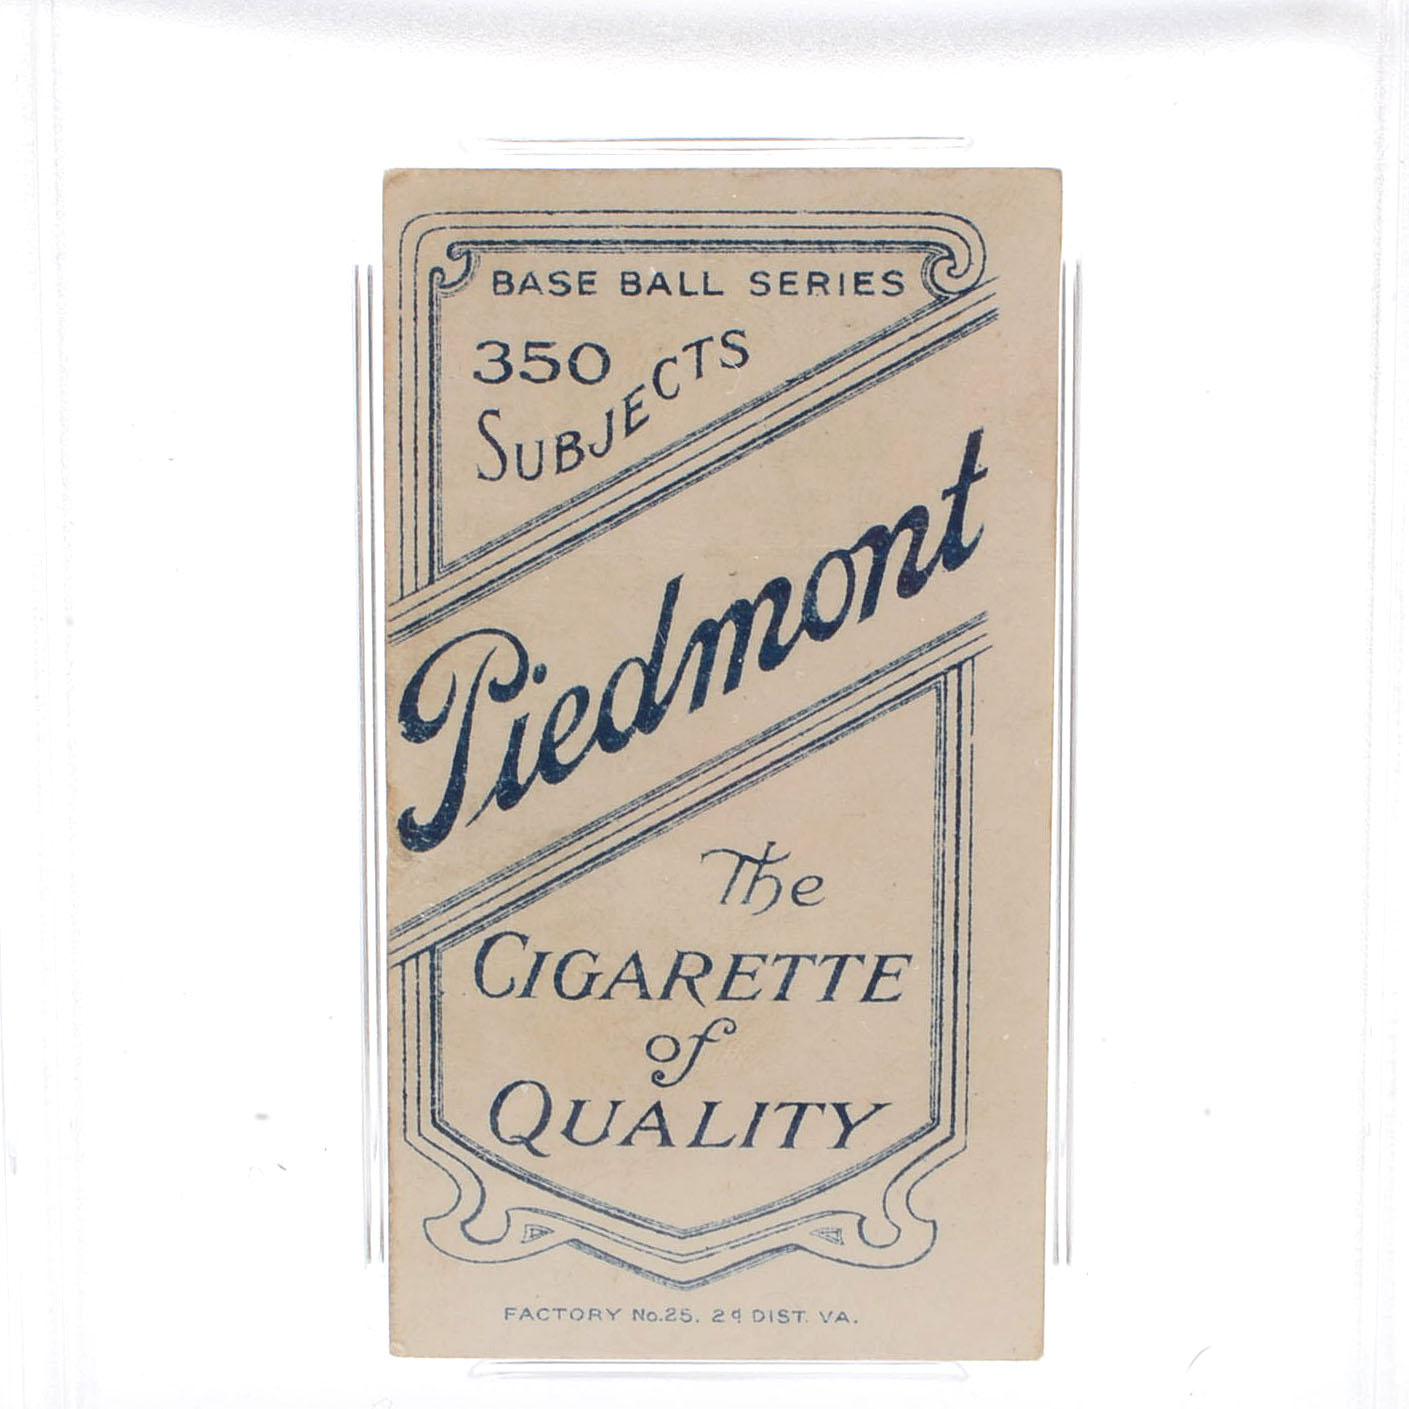 BASE BALL SERIES
350
SUBJECTS
Piedmont
The
CIGARETTE
of
QUALITY
FACTORY No.25. 2d DIST. VA.